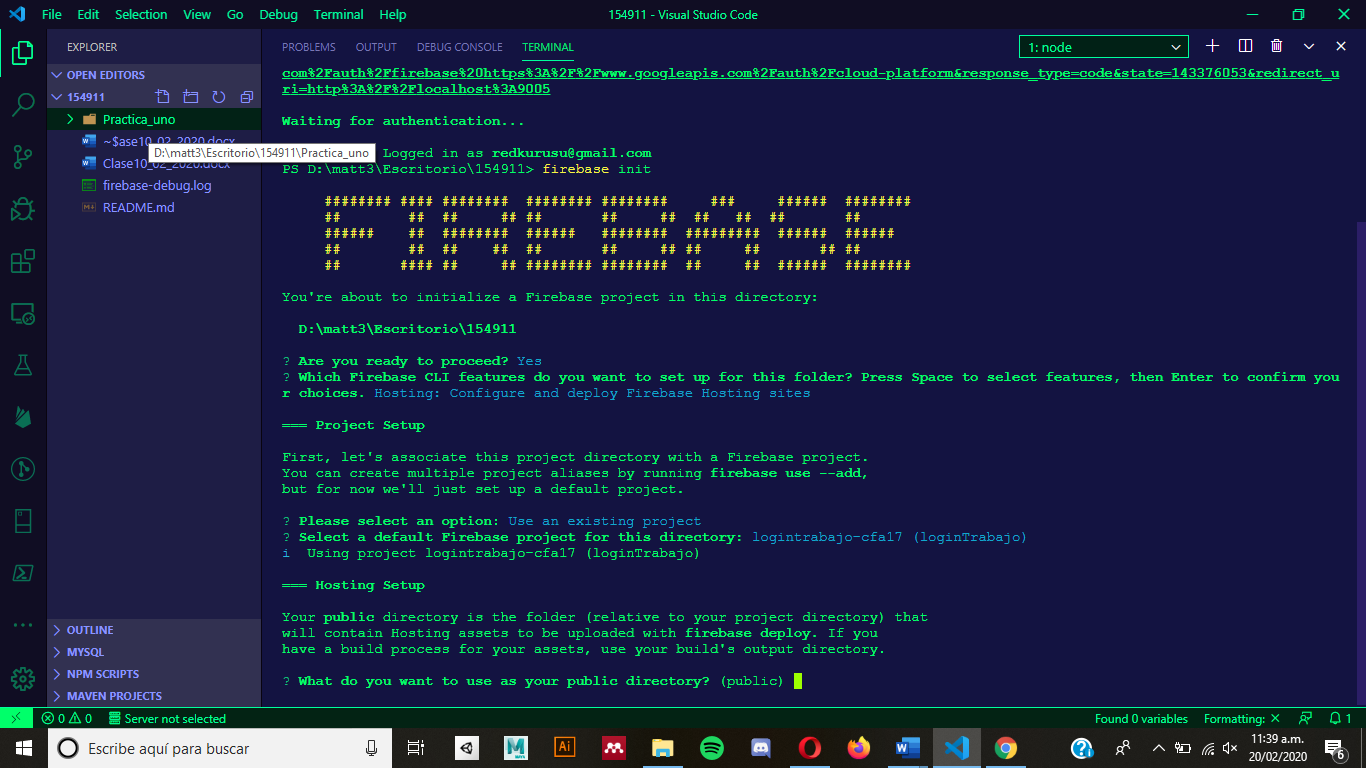 File Edit Selection View Go Debug Terminal Help
154911 - Visual Studio Code
EXPLORER
OPEN EDITORS
154911
Practica_uno
~$ase10_02_2020.docx
D:\matt3\Escritorio\154911\Practica_uno
Clase10_02_2020.docx
firebase-debug.log
README.md
OUTLINE
MYSQL
NPM SCRIPTS
MAVEN PROJECTS
PROBLEMS OUTPUT DEBUG CONSOLE TERMINAL
1: node
com%2Fauth%2Ffirebase%20https%3A%2F%2Fwww.googleapis.com%2Fauth%2Fcloud-platform&response_type=code&state=143376053&redirect_u
ri=http%3A%2F%2Flocalhost%3A9005
Waiting for authentication...
Logged in as redkurusu@gmail.com
PS D:\matt3\Escritorio\154911> firebase init
FIREBASE
You're about to initialize a Firebase project in this directory:
D:\matt3\Escritorio\154911
? Are you ready to proceed? Yes
? Which Firebase CLI features do you want to set up for this folder? Press Space to select features, then Enter to confirm you
r choices. Hosting: Configure and deploy Firebase Hosting sites
=== Project Setup
First, let's associate this project directory with a Firebase project.
You can create multiple project aliases by running firebase use --add,
but for now we'll just set up a default project.
? Please select an option: Use an existing project
? Select a default Firebase project for this directory: logintrabajo-cfa17 (loginTrabajo)
i Using project logintrabajo-cfa17 (loginTrabajo)
=== Hosting Setup
Your public directory is the folder (relative to your project directory) that
will contain Hosting assets to be uploaded with firebase deploy. If you
have a build process for your assets, use your build's output directory.
? What do you want to use as your public directory? (public)
0 0 Server not selected
Found 0 variables Formatting: × 1
Escribe aquí para buscar
11:39 a.m.
20/02/2020
6